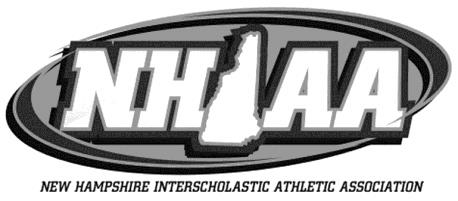 NHIAA
NEW HAMPSHIRE INTERSCHOLASTIC ATHLETIC ASSOCIATION